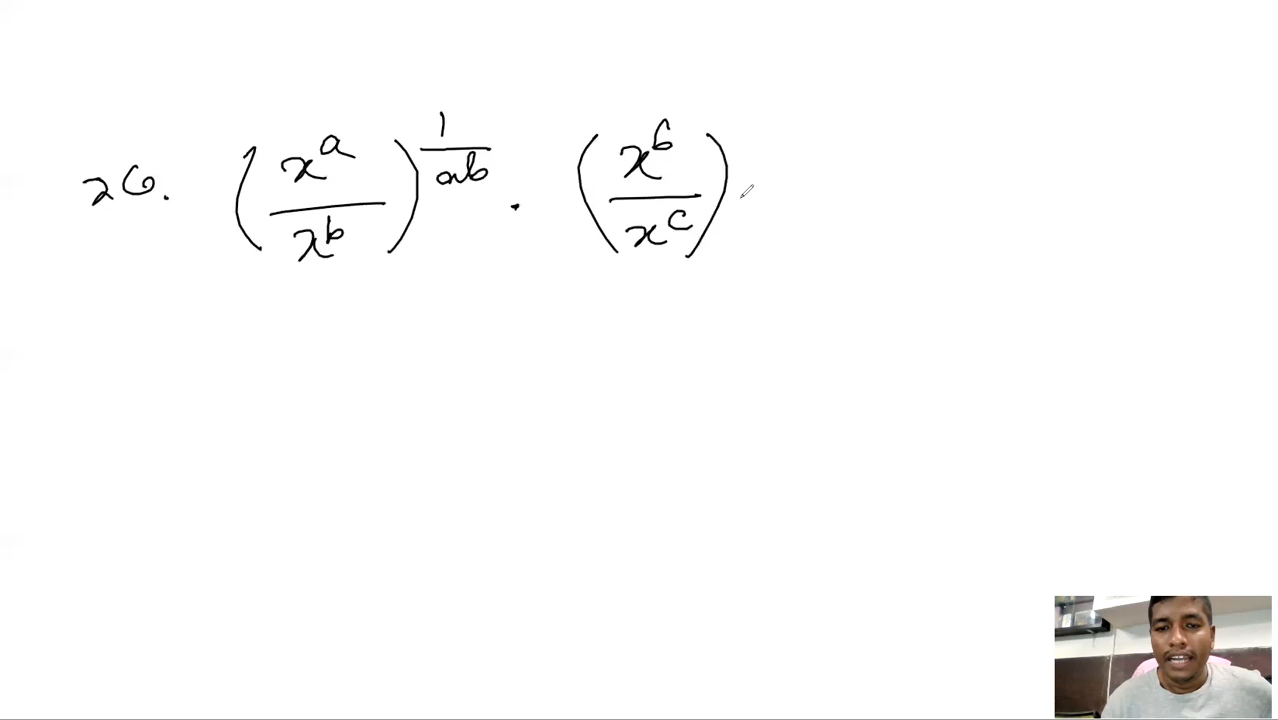 26. (x^a / x^b)^(1/ab) . (x^b / x^c)